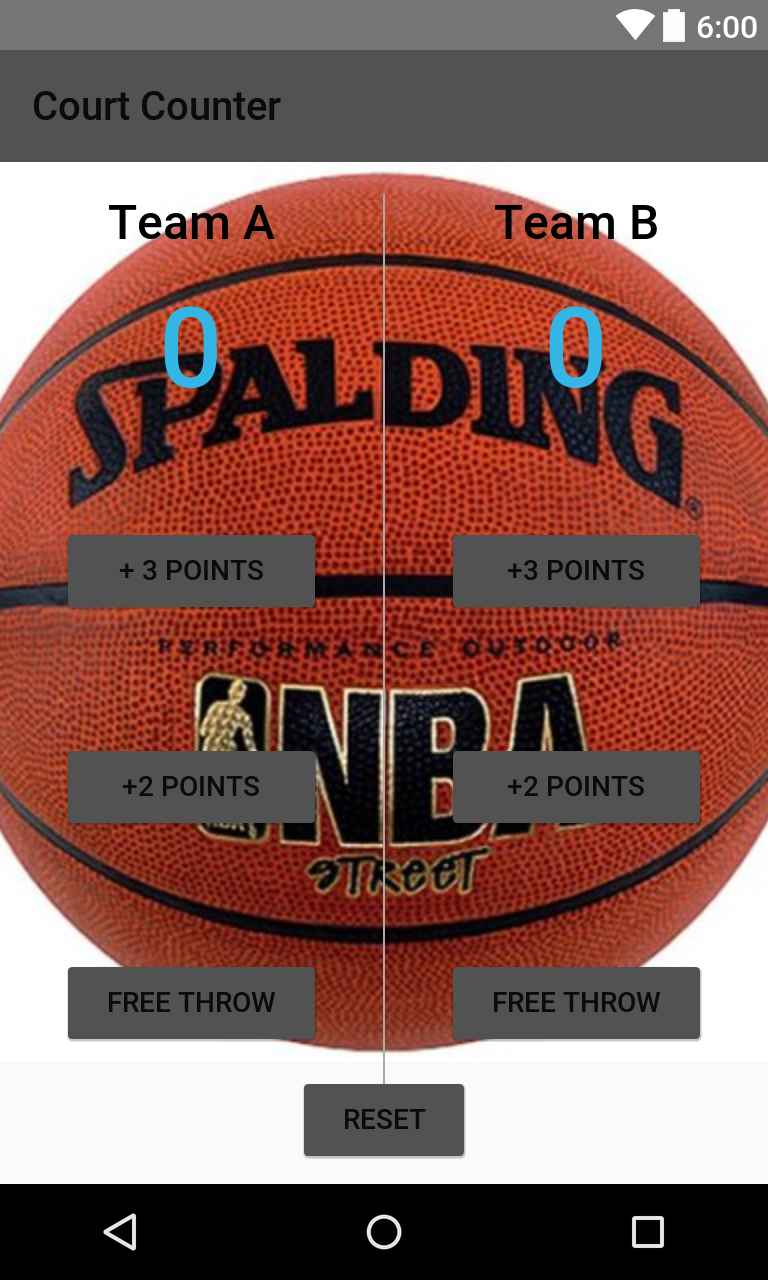 6:00
Court Counter
Team A
Team B
0
0
SPALDING®
+ 3 POINTS
+3 POINTS
PERFORMANCE OUTDOOR
NBA
+2 POINTS
+2 POINTS
STREET
FREE THROW
FREE THROW
RESET